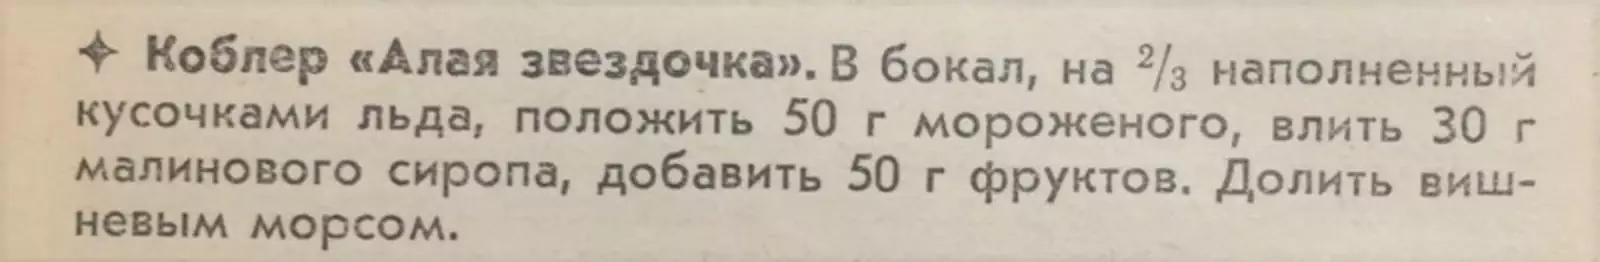 ✦ Коблер «Алая звездочка». В бокал, на 2/3 наполненный
кусочками льда, положить 50 г мороженого, влить 30 г
малинового сиропа, добавить 50 г фруктов. Долить виш-
невым морсом.